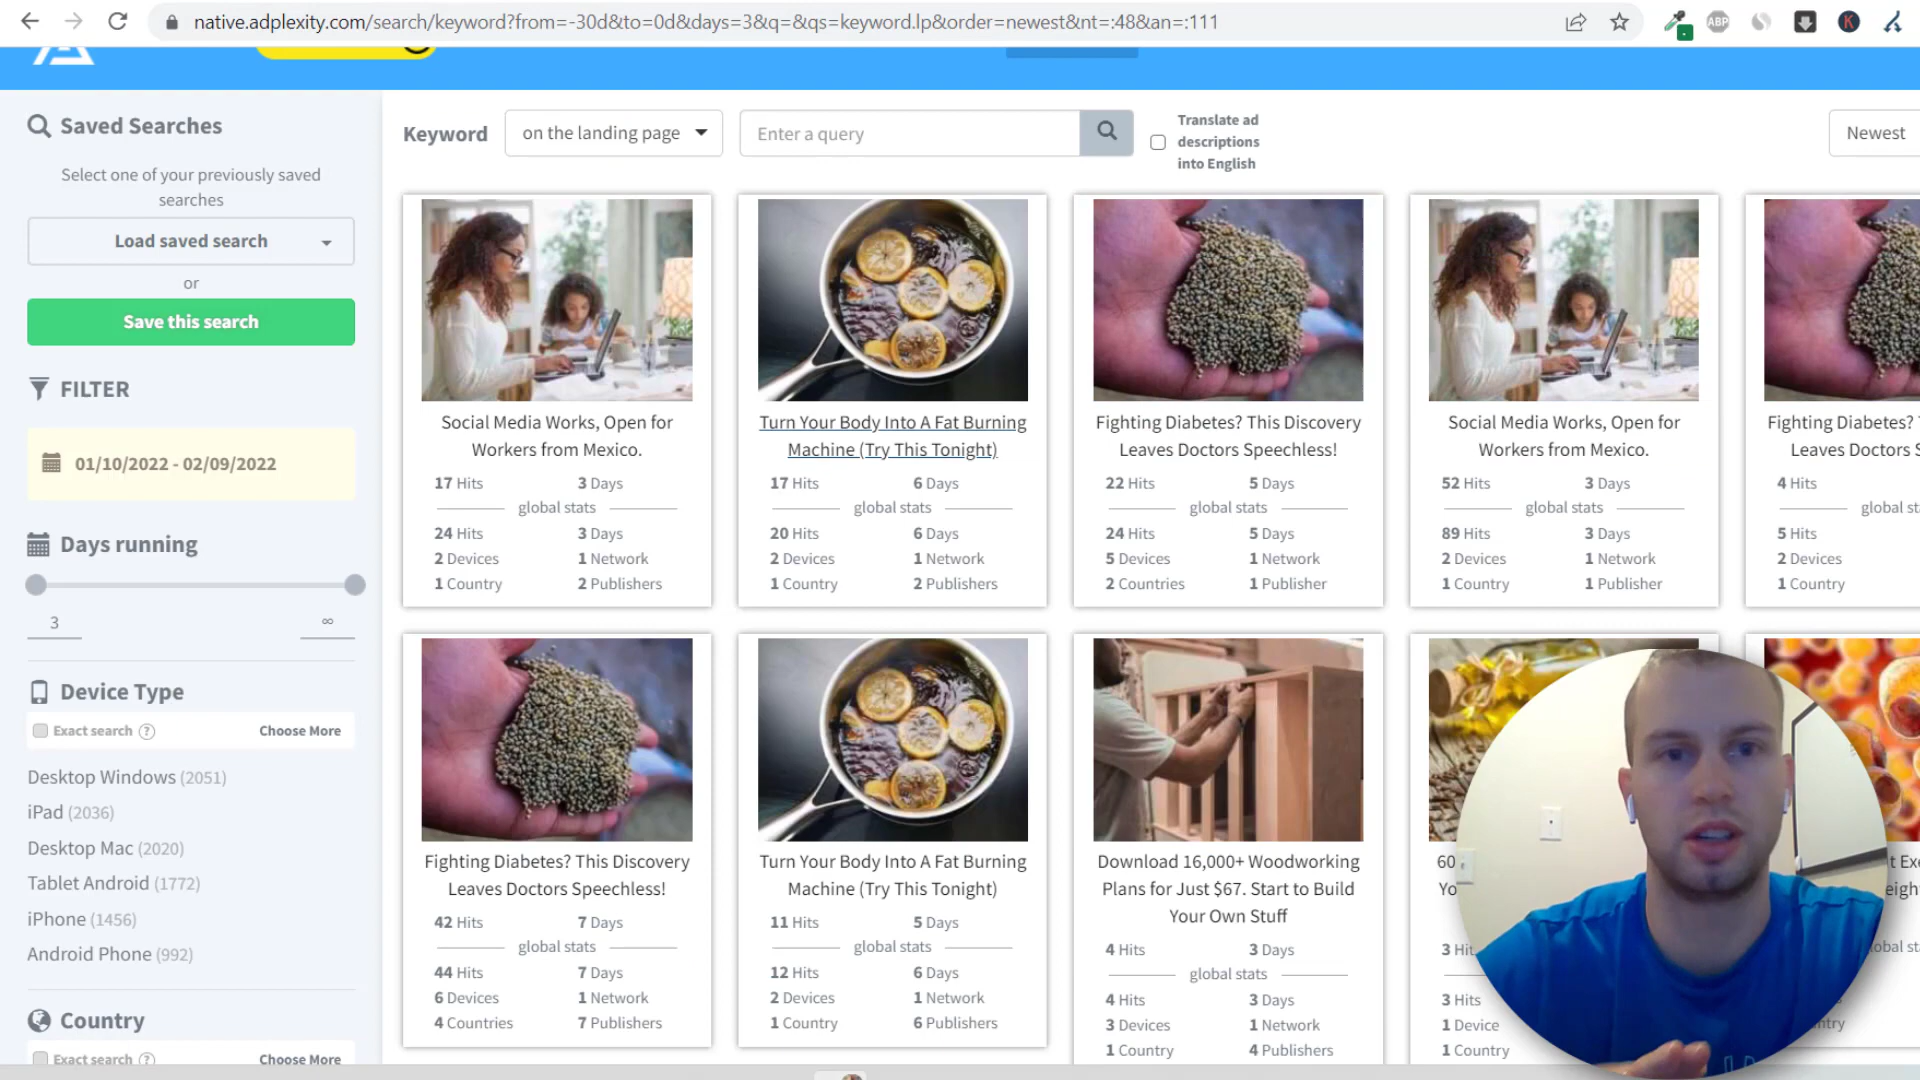 native.adplexity.com/search/keyword?from=-30d&to=0d&days=3&q=&qs=keyword.lp&order=newest&nt=:48&an=:111
ABP
K
Saved Searches
Select one of your previously saved
searches
Load saved search
or
Save this search
FILTER
01/10/2022 - 02/09/2022
Days running
3
∞
Device Type
Exact search ?
Choose More
Desktop Windows (2051)
iPad (2036)
Desktop Mac (2020)
Tablet Android (1772)
iPhone (1456)
Android Phone (992)
Country
Exact search ?
Choose More
Keyword
on the landing page
Enter a query
Translate ad
descriptions
into English
Newest
Social Media Works, Open for
Workers from Mexico.
17 Hits 3 Days
global stats
24 Hits 3 Days
2 Devices 1 Network
1 Country 2 Publishers
Turn Your Body Into A Fat Burning
Machine (Try This Tonight)
17 Hits 6 Days
global stats
20 Hits 6 Days
2 Devices 1 Network
1 Country 2 Publishers
Fighting Diabetes? This Discovery
Leaves Doctors Speechless!
22 Hits 5 Days
global stats
24 Hits 5 Days
5 Devices 1 Network
2 Countries 1 Publisher
Social Media Works, Open for
Workers from Mexico.
52 Hits 3 Days
global stats
89 Hits 3 Days
2 Devices 1 Network
1 Country 1 Publisher
Fighting Diabetes?
Leaves Doctors S
4 Hits
global
5 Hits
2 Devices
1 Country
Fighting Diabetes? This Discovery
Leaves Doctors Speechless!
42 Hits 7 Days
global stats
44 Hits 7 Days
6 Devices 1 Network
4 Countries 7 Publishers
Turn Your Body Into A Fat Burning
Machine (Try This Tonight)
11 Hits 5 Days
global stats
12 Hits 6 Days
2 Devices 1 Network
1 Country 6 Publishers
Download 16,000+ Woodworking
Plans for Just $67. Start to Build
Your Own Stuff
4 Hits 3 Days
global stats
4 Hits 3 Days
3 Devices 1 Network
1 Country 4 Publishers
60
Yo
3 Hit
3 Hits
1 Device
1 Country